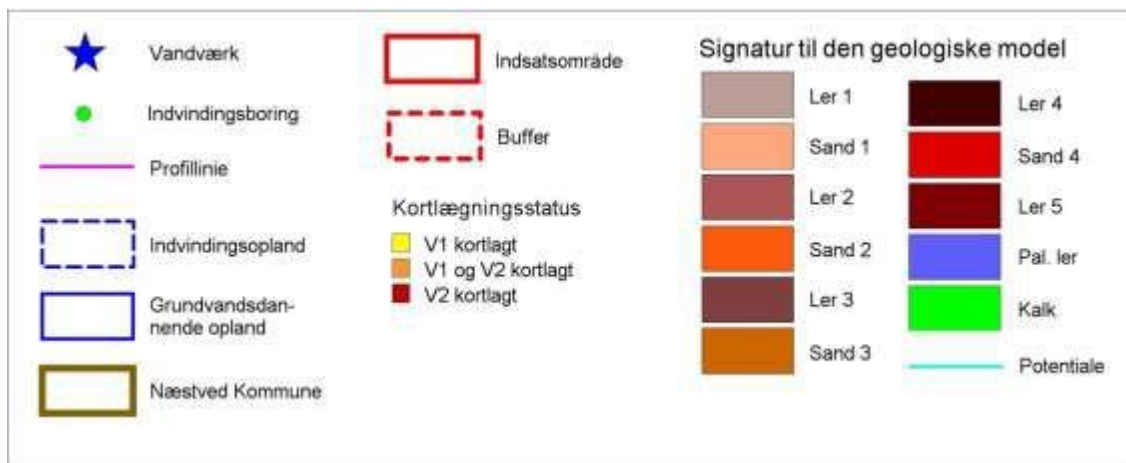 Vandværk
Indvindingsboring
Profillinie
Indvindingsopland
Grundvandsdan-
nende opland
Næstved Kommune
Indsatsområde
Buffer
Kortlægningsstatus
V1 kortlagt
V1 og V2 kortlagt
V2 kortlagt
Signatur til den geologiske model
Ler 1
Sand 1
Ler 2
Sand 2
Ler 3
Sand 3
Ler 4
Sand 4
Ler 5
Pal. ler
Kalk
Potentiale